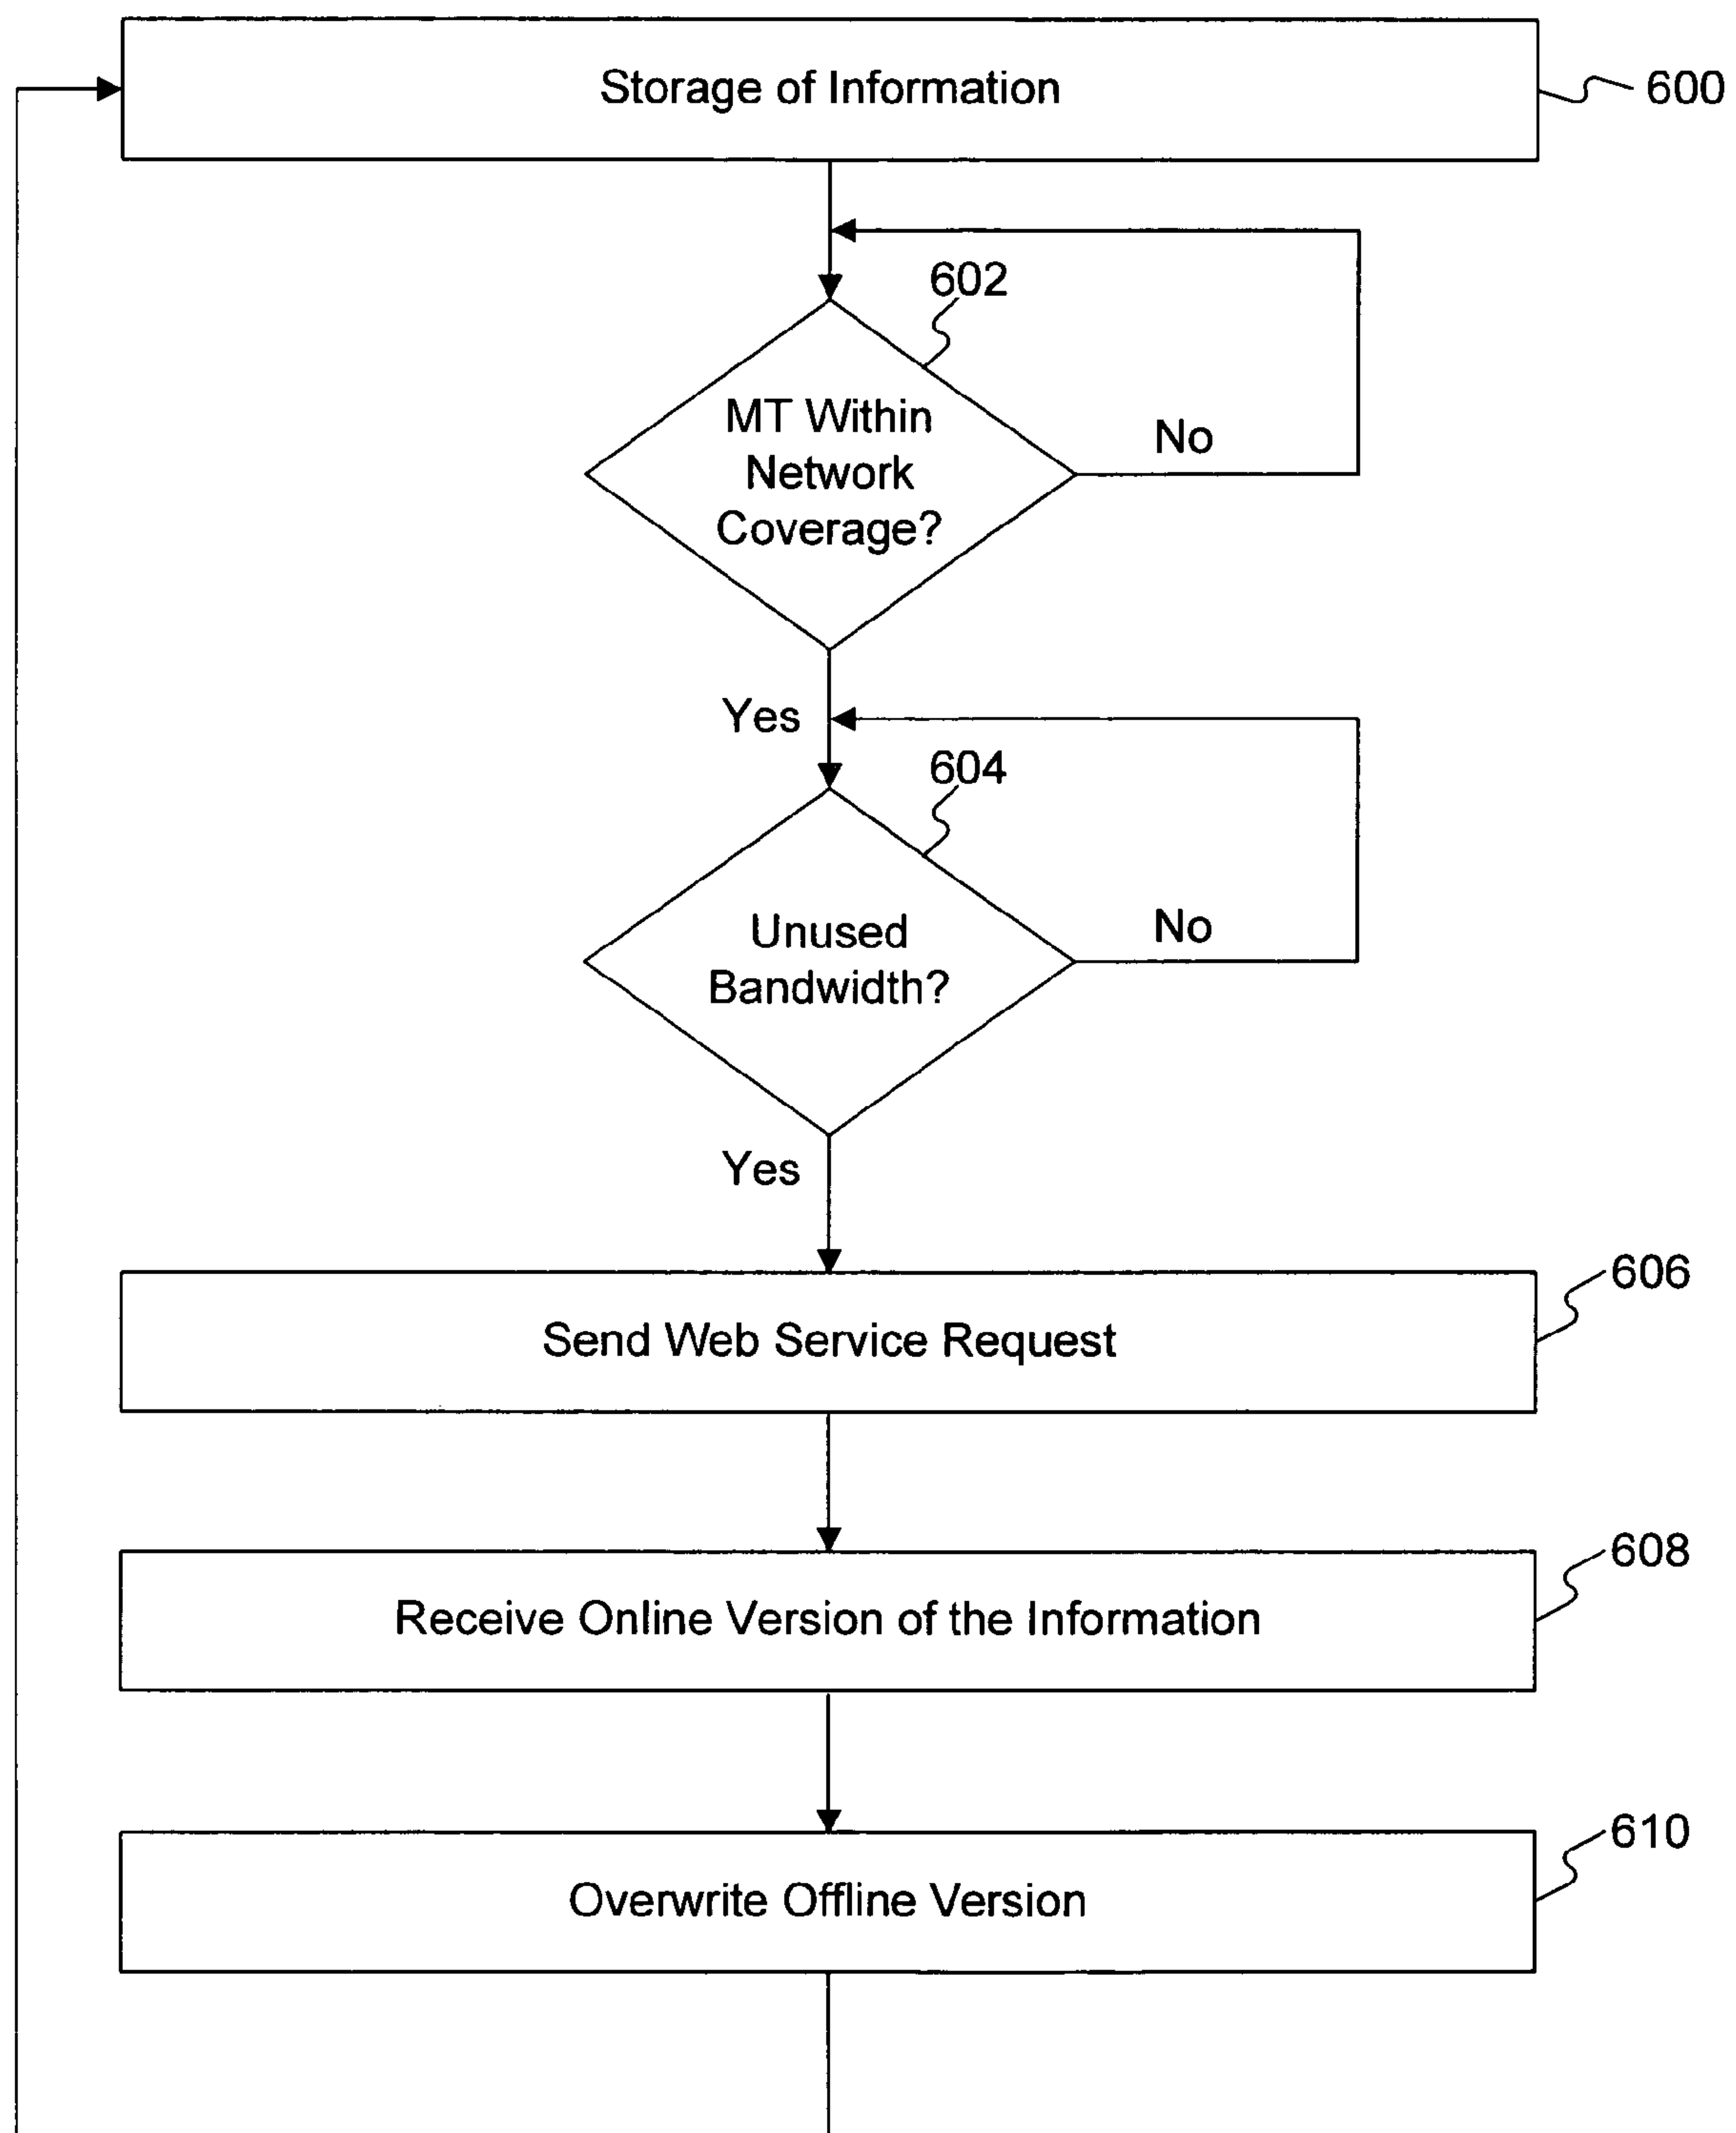 Storage of Information
600
602
MT Within
Network
Coverage?
No
Yes
604
Unused
Bandwidth?
No
Yes
606
Send Web Service Request
608
Receive Online Version of the Information
610
Overwrite Offline Version